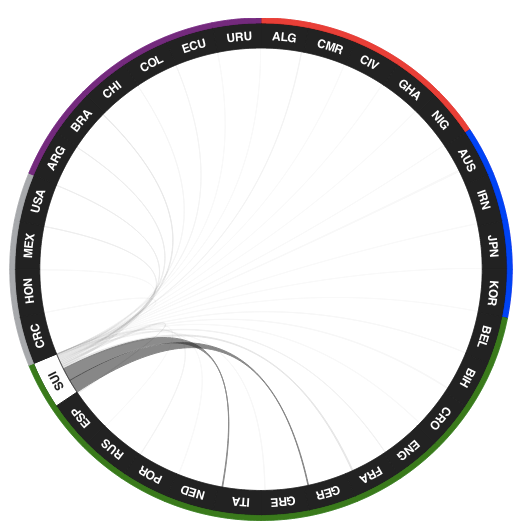 ALG
CMR
CIV
GHA
NIG
AUS
IRN
JPN
KOR
BEL
BIH
CRO
ENG
FRA
GER
GRE
ITA
NED
POR
RUS
ESP
SUI
CRC
HON
MEX
USA
ARG
BRA
CHI
COL
ECU
URU